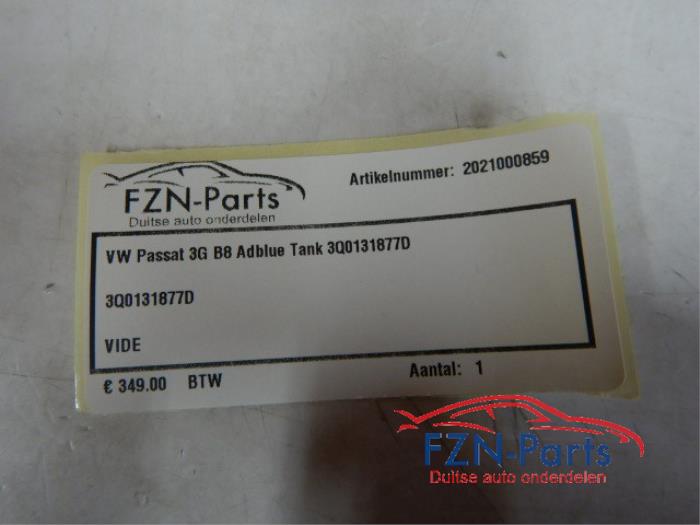 FZN-Parts
Duitse auto onderdelen
Artikelnummer: 2021000859
VW Passat 3G B8 Adblue Tank 3Q0131877D
3Q0131877D
VIDE
€ 349.00 BTW
Aantal: 1
FZN-Parts
Duitse auto onderdelen